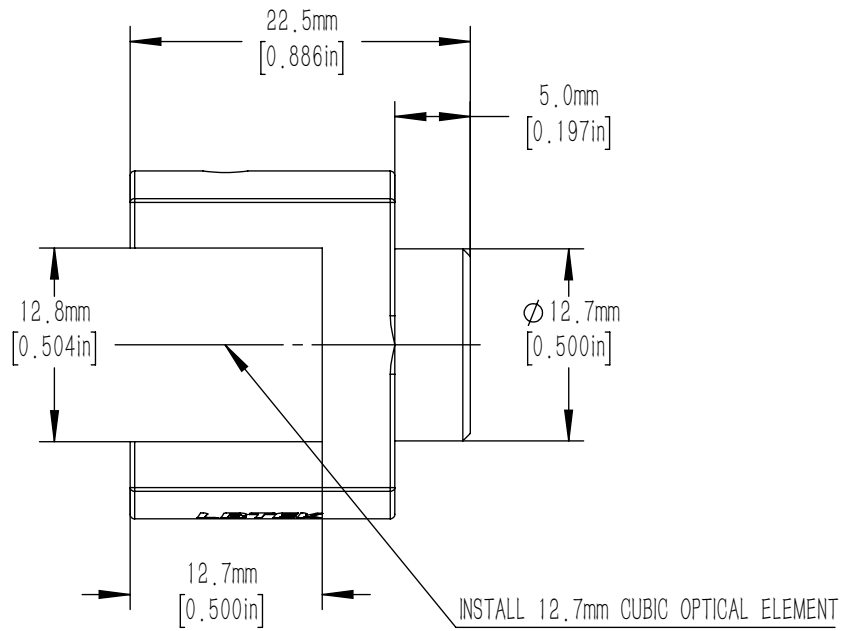 22.5mm
[0.886in]
5.0mm
[0.197in]
12.8mm
[0.504in]
Ø12.7mm
[0.500in]
12.7mm
[0.500in]
INSTALL 12.7mm CUBIC OPTICAL ELEMENT